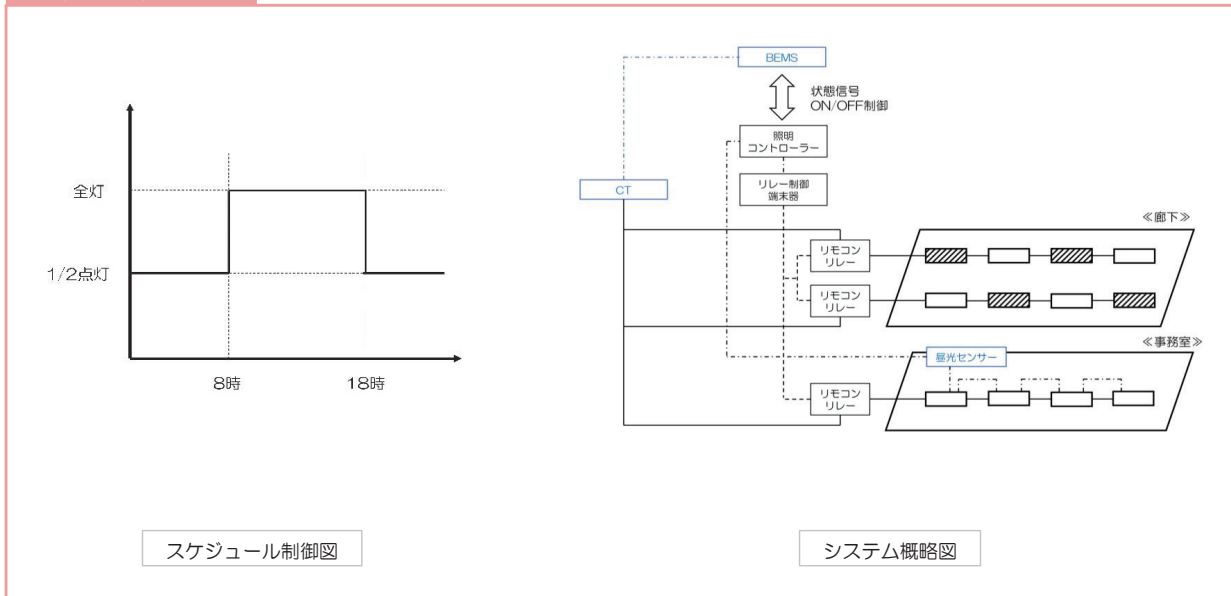 全灯
1/2点灯
8時
18時
スケジュール制御図
BEMS
状態信号
ON/OFF制御
照明
コントローラー
CT
リレー制御
端末器
≪廊下≫
リモコン
リレー
リモコン
リレー
≪事務室≫
昼光センサー
リモコン
リレー
システム概略図